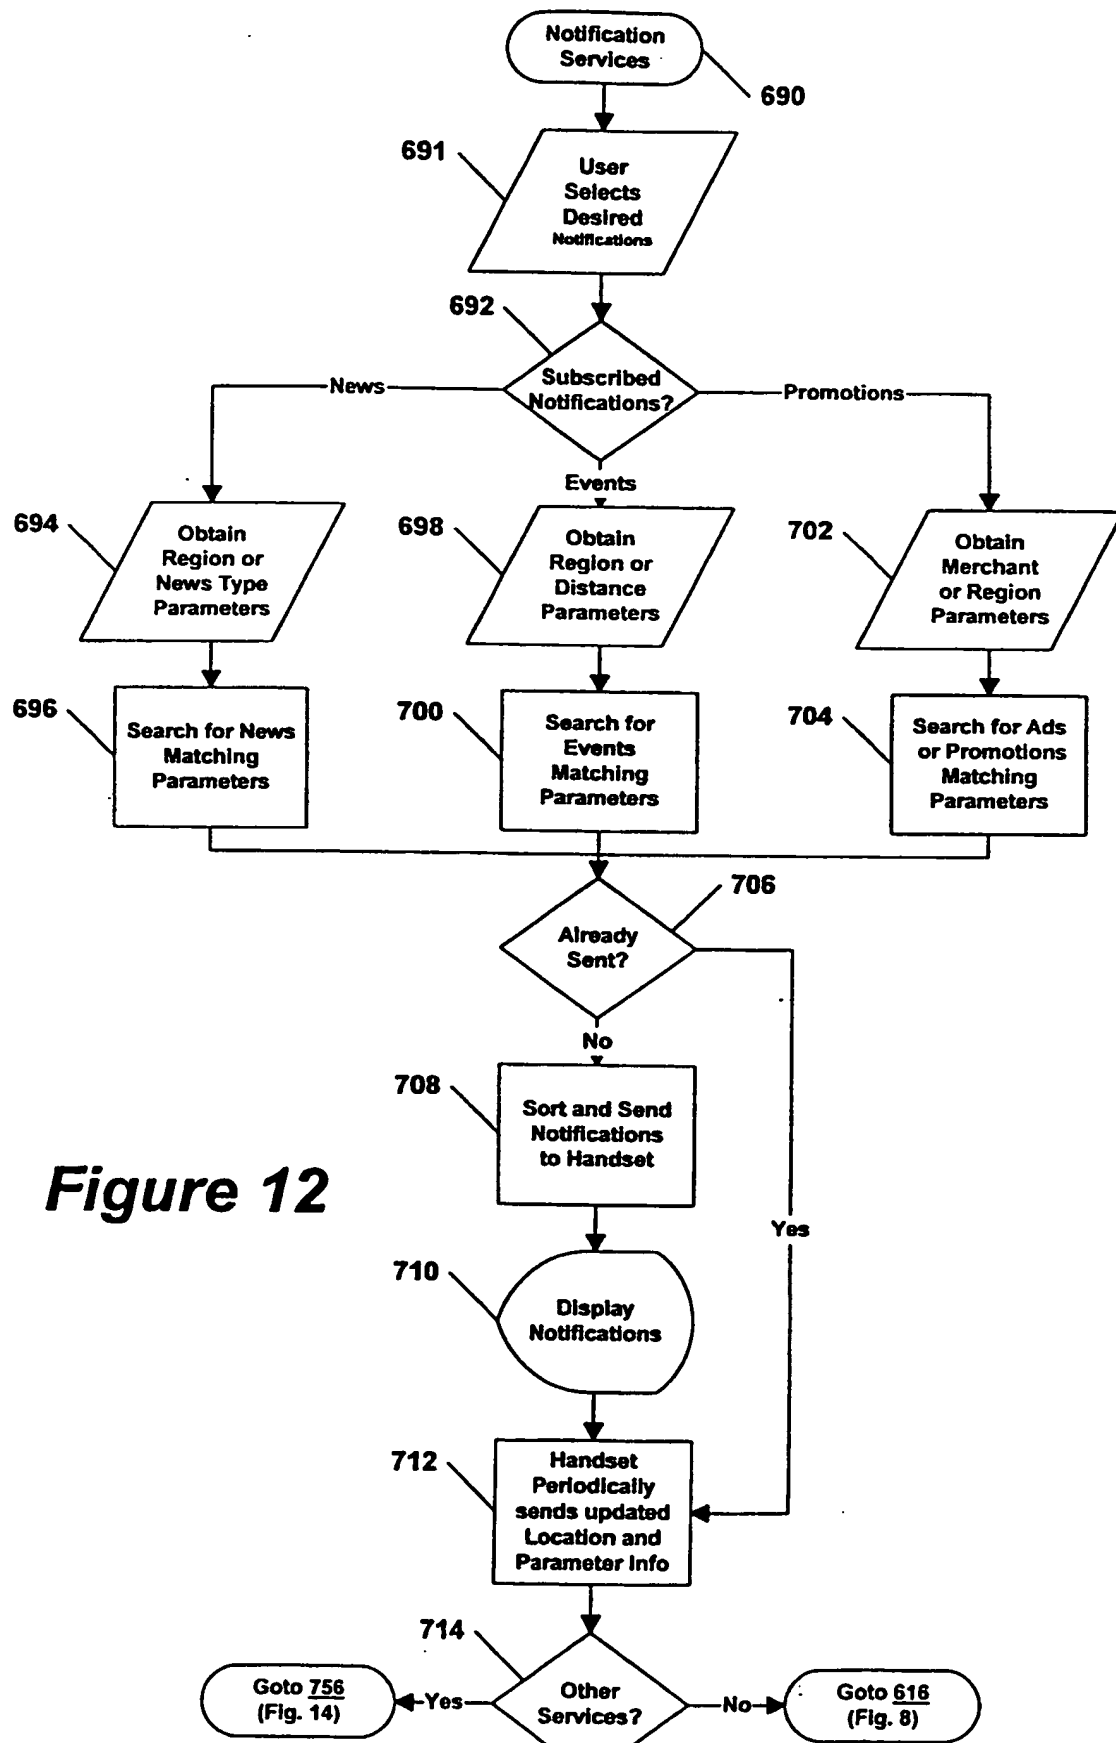 Notification
Services
690
691
User
Selects
Desired
Notifications
692
Subscribed
Notifications?
News
Promotions
Events
694
Obtain
Region or
News Type
Parameters
698
Obtain
Region or
Distance
Parameters
702
Obtain
Merchant
or Region
Parameters
696
Search for News
Matching
Parameters
700
Search for
Events
Matching
Parameters
704
Search for Ads
or Promotions
Matching
Parameters
706
Already
Sent?
No
Yes
708
Sort and Send
Notifications
to Handset
Figure 12
710
Display
Notifications
712
Handset
Periodically
sends updated
Location and
Parameter Info
714
Other
Services?
Yes
Goto 756
(Fig. 14)
No
Goto 616
(Fig. 8)